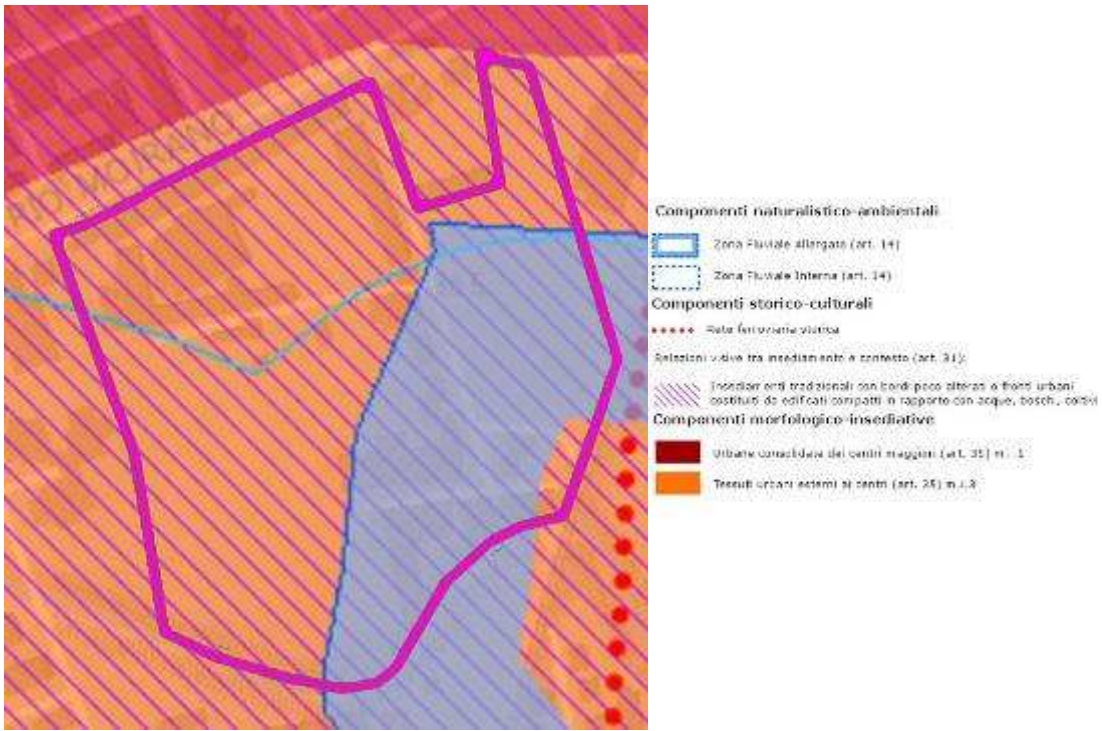 MOIRANO
Componenti naturalistico-ambientali
Zona Fluviale Allargata (art. 14)
Zona Fluviale Interna (art. 14)
Componenti storico-culturali
Rete ferroviaria storica
Relazioni visive tra insediamento e contesto (art. 31):
Insediamenti tradizionali con bordi poco alterati o fronti urbani
costituiti da edificati compatti in rapporto con acque, boschi, coltivi
Componenti morfologico-insediative
Urbane consolidate dei centri maggiori (art. 35) m.i.1
Tessuti urbani esterni ai centri (art. 35) m.i.3